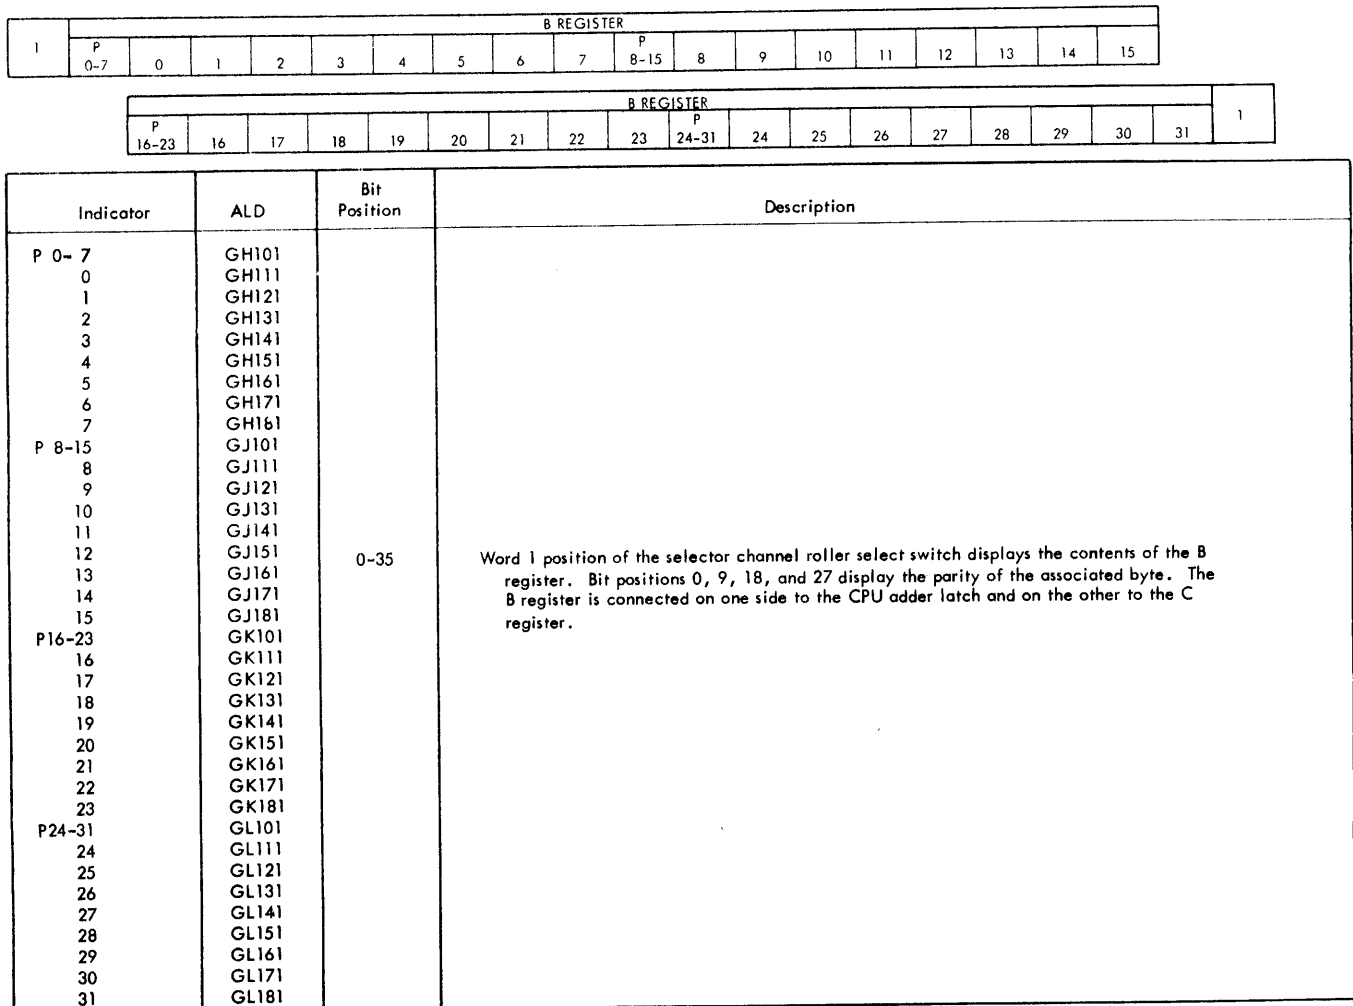 B REGISTER
1 P 0-7 0 1 2 3 4 5 6 7 P 8-15 8 9 10 11 12 13 14 15
B REGISTER
P 16-23 16 17 18 19 20 21 22 23 P 24-31 24 25 26 27 28 29 30 31 1
Indicator ALD Bit Position Description
P 0- 7 GH101
0 GH111
1 GH121
2 GH131
3 GH141
4 GH151
5 GH161
6 GH171
7 GH181
P 8-15 GJ101
8 GJ111
9 GJ121
10 GJ131
11 GJ141
12 GJ151 0-35 Word 1 position of the selector channel roller select switch displays the contents of the B
13 GJ161 register. Bit positions 0, 9, 18, and 27 display the parity of the associated byte. The
14 GJ171 B register is connected on one side to the CPU adder latch and on the other to the C
15 GJ181 register.
P16-23 GK101
16 GK111
17 GK121
18 GK131
19 GK141
20 GK151
21 GK161
22 GK171
23 GK181
P24-31 GL101
24 GL111
25 GL121
26 GL131
27 GL141
28 GL151
29 GL161
30 GL171
31 GL181